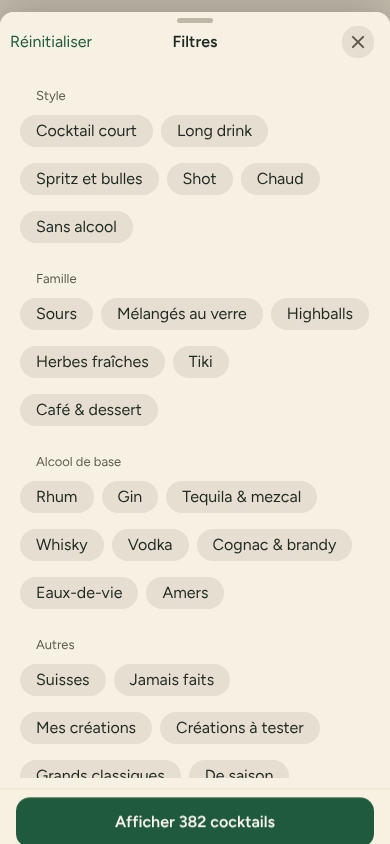 Réinitialiser Filtres
Style
Cocktail court Long drink
Spritz et bulles Shot Chaud
Sans alcool
Famille
Sours Mélangés au verre Highballs
Herbes fraîches Tiki
Café & dessert
Alcool de base
Rhum Gin Tequila & mezcal
Whisky Vodka Cognac & brandy
Eaux-de-vie Amers
Autres
Suisses Jamais faits
Mes créations Créations à tester
Grands classiques De saison
Afficher 382 cocktails